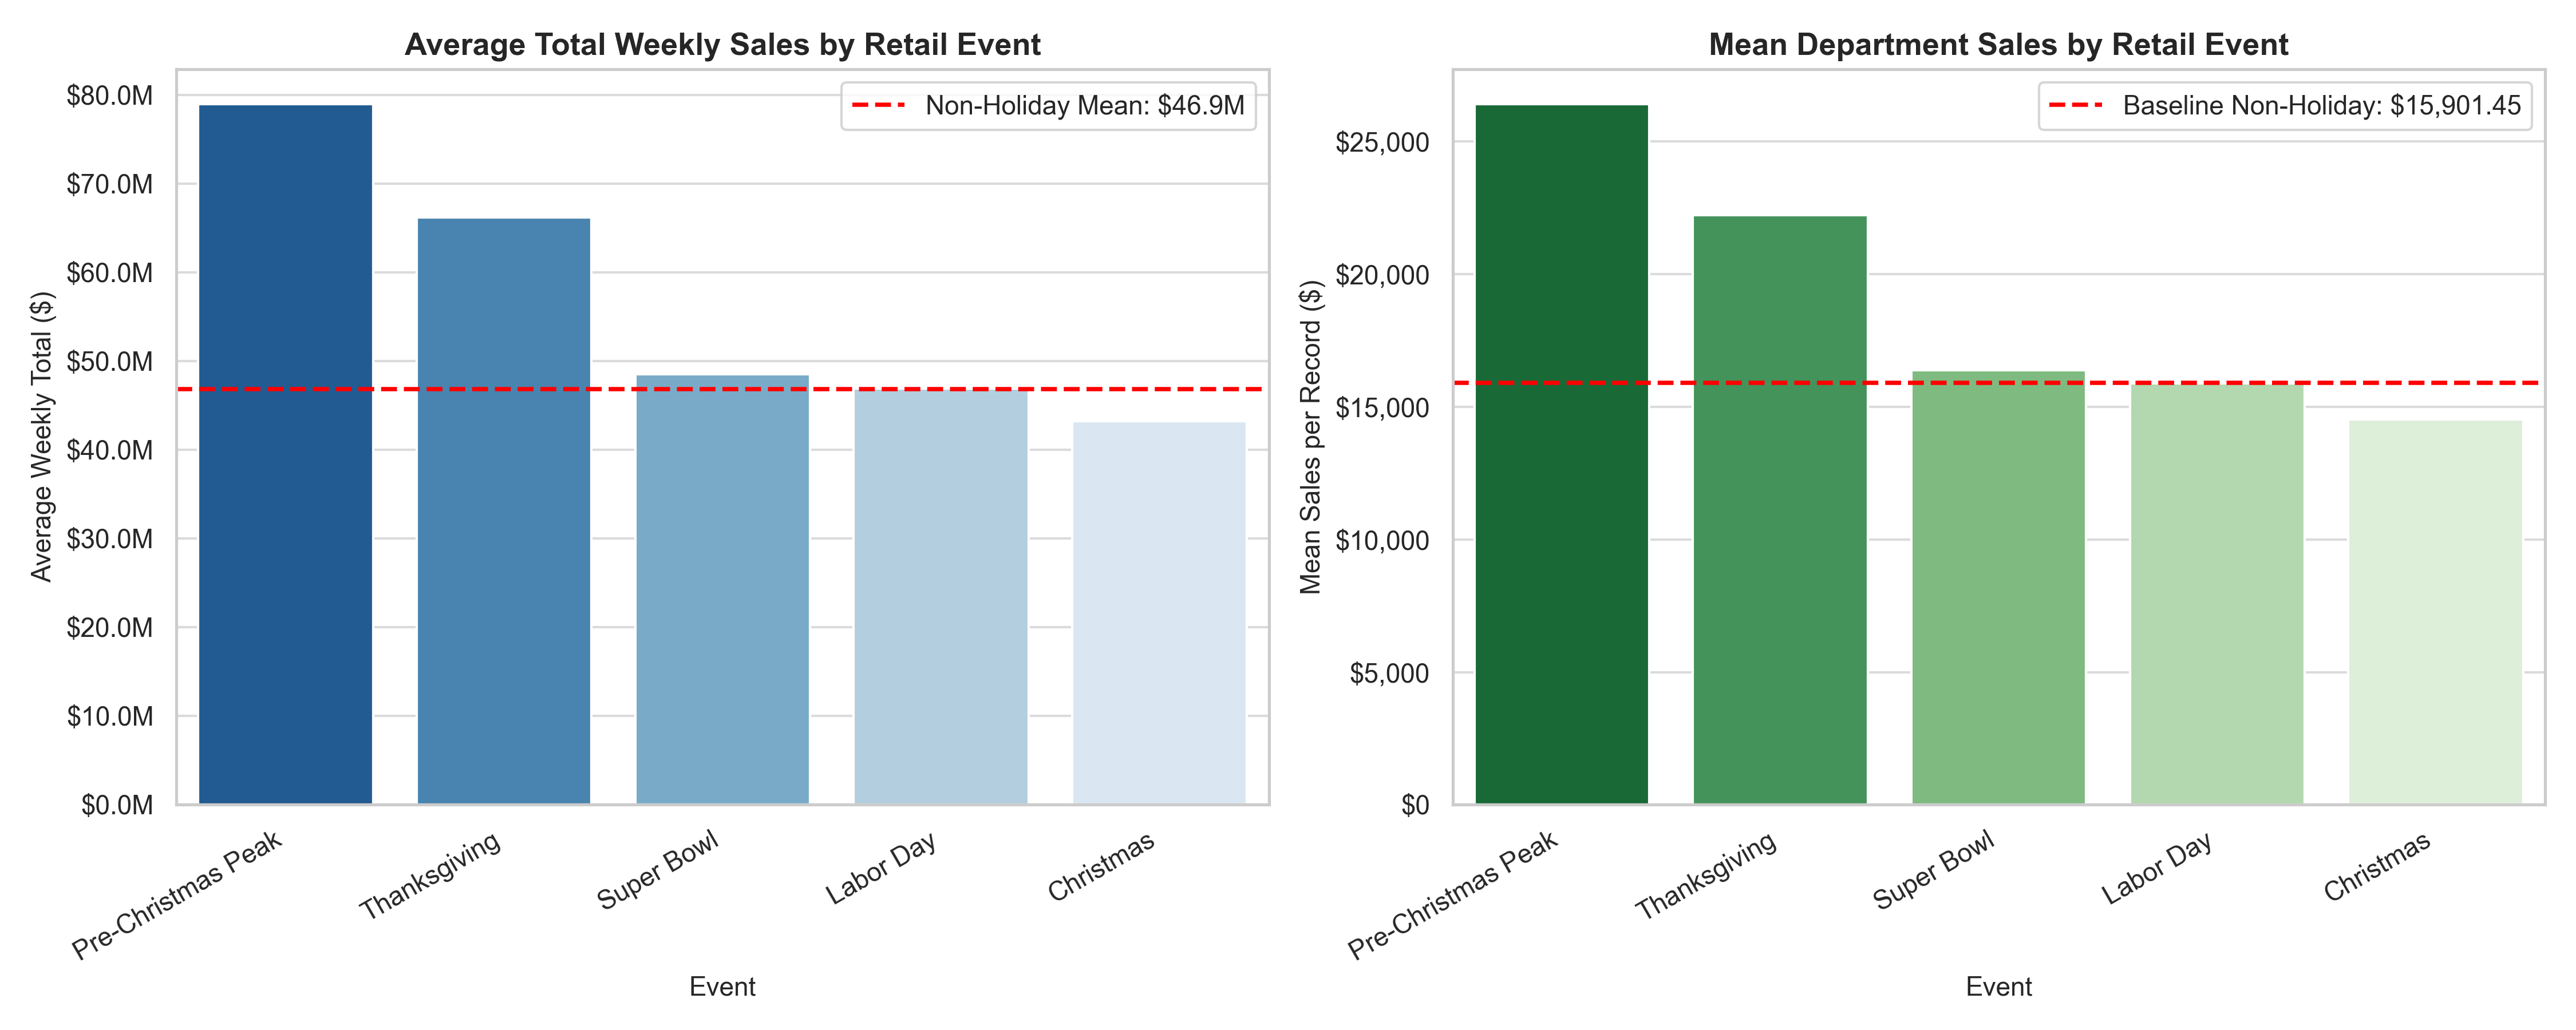 Average Total Weekly Sales by Retail Event
Non-Holiday Mean: $46.9M
Average Weekly Total ($)
$80.0M
$70.0M
$60.0M
$50.0M
$40.0M
$30.0M
$20.0M
$10.0M
$0.0M
Pre-Christmas Peak
Thanksgiving
Super Bowl
Labor Day
Christmas
Event
Mean Department Sales by Retail Event
Baseline Non-Holiday: $15,901.45
Mean Sales per Record ($)
$25,000
$20,000
$15,000
$10,000
$5,000
$0
Pre-Christmas Peak
Thanksgiving
Super Bowl
Labor Day
Christmas
Event